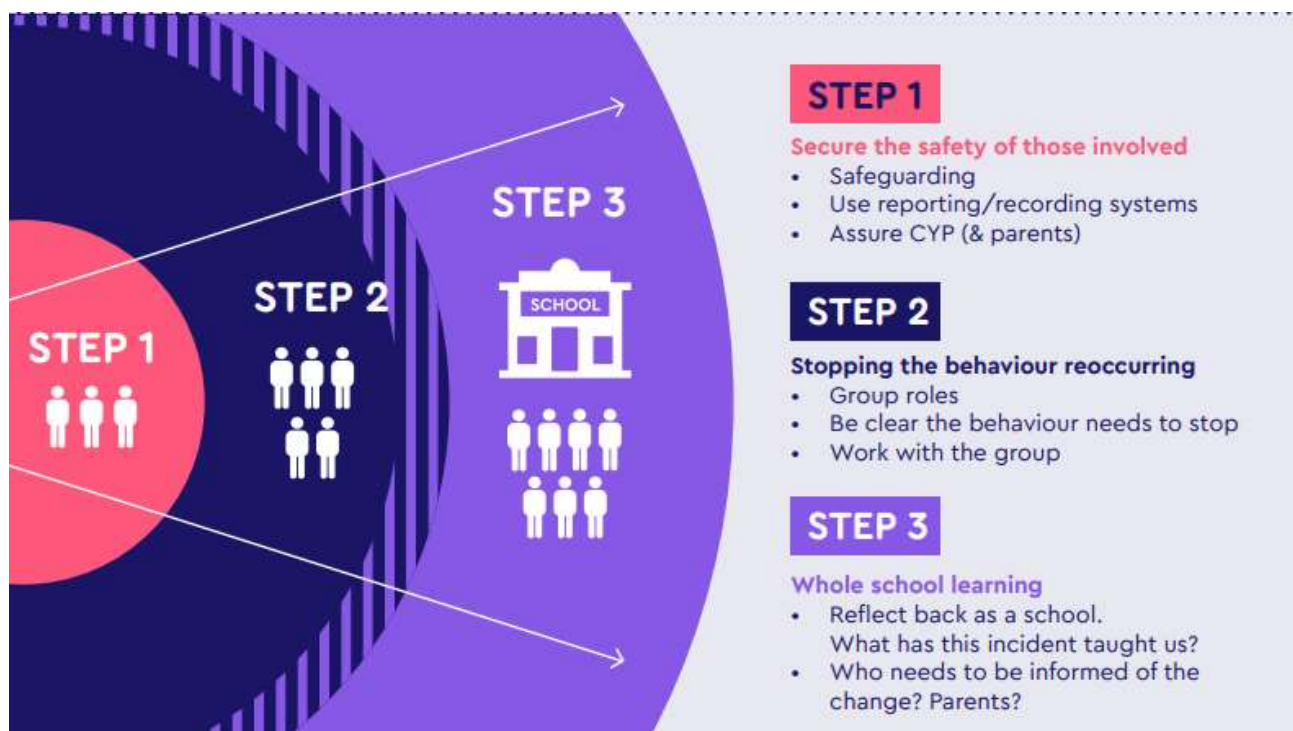 STEP 1
STEP 2
STEP 3
SCHOOL
STEP 1
Secure the safety of those involved
• Safeguarding
• Use reporting/recording systems
• Assure CYP (& parents)
STEP 2
Stopping the behaviour reoccurring
• Group roles
• Be clear the behaviour needs to stop
• Work with the group
STEP 3
Whole school learning
• Reflect back as a school.
What has this incident taught us?
• Who needs to be informed of the
change? Parents?